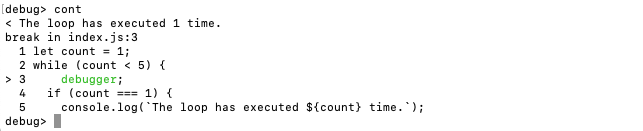 [debug> cont
< The loop has executed 1 time.
break in index.js:3
  1 let count = 1;
  2 while (count < 5) {
> 3     debugger;
  4   if (count === 1) {
  5     console.log(`The loop has executed ${count} time.`);
debug>